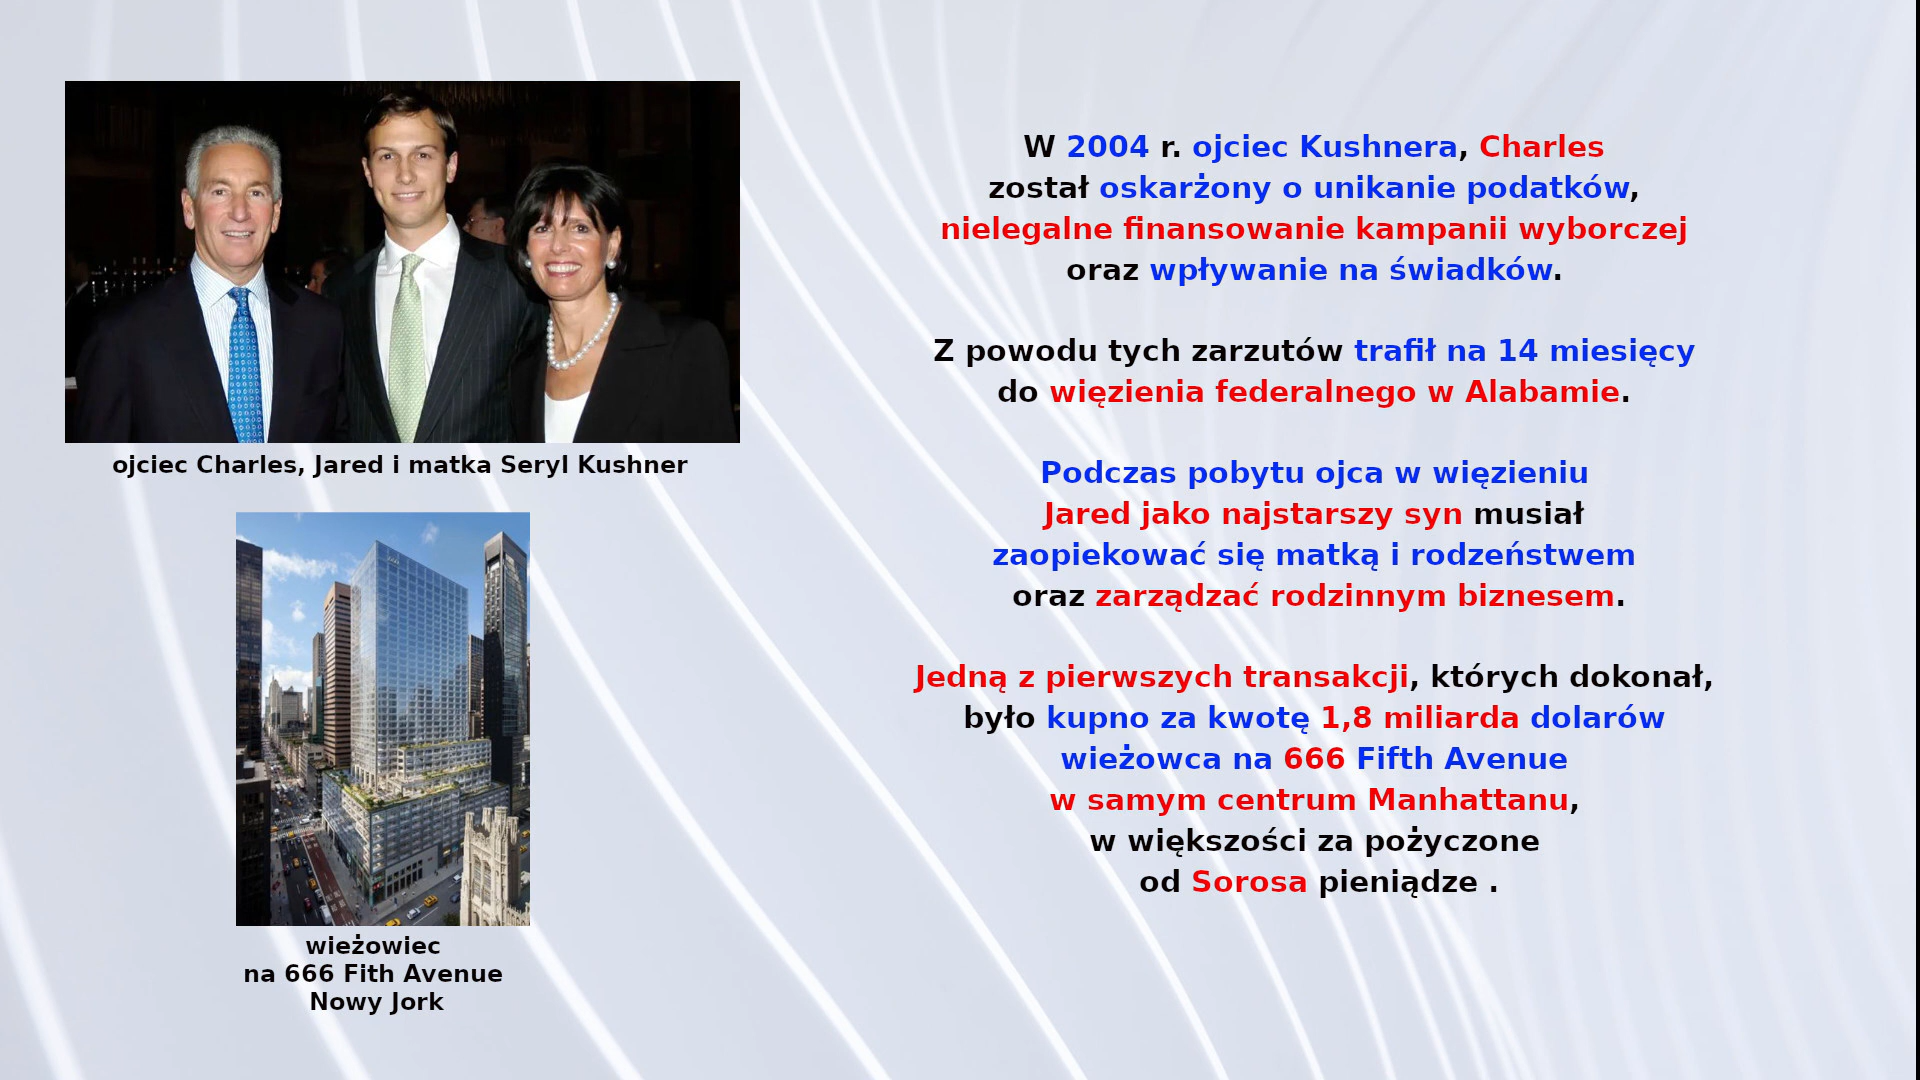 ojciec Charles, Jared i matka Seryl Kushner
wieżowiec
na 666 Fith Avenue
Nowy Jork
W 2004 r. ojciec Kushnera, Charles
został oskarżony o unikanie podatków,
nielegalne finansowanie kampanii wyborczej
oraz wpływanie na świadków.
Z powodu tych zarzutów trafił na 14 miesięcy
do więzienia federalnego w Alabamie.
Podczas pobytu ojca w więzieniu
Jared jako najstarszy syn musiał
zaopiekować się matką i rodzeństwem
oraz zarządzać rodzinnym biznesem.
Jedną z pierwszych transakcji, których dokonał,
było kupno za kwotę 1,8 miliarda dolarów
wieżowca na 666 Fifth Avenue
w samym centrum Manhattanu,
w większości za pożyczone
od Sorosa pieniądze .